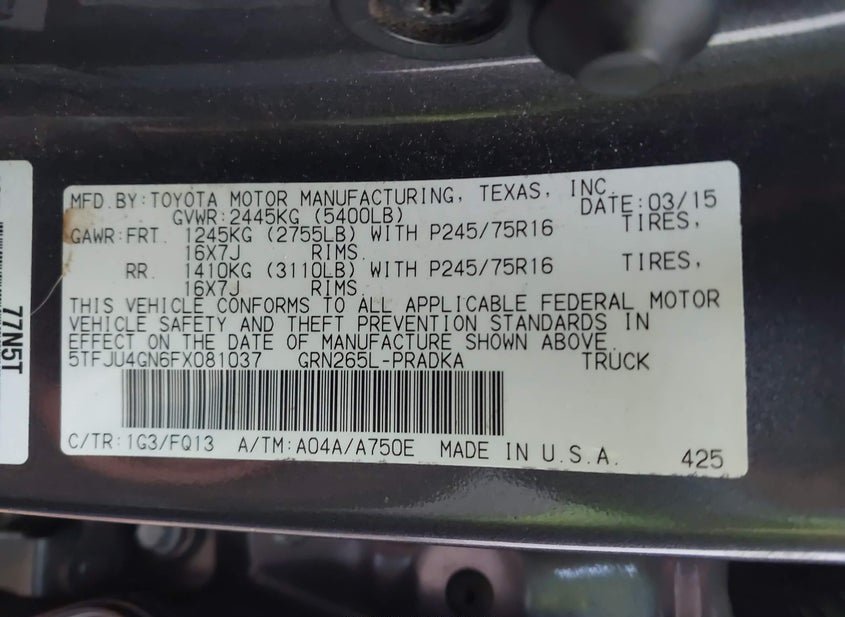 MFD. BY: TOYOTA MOTOR MANUFACTURING, TEXAS, INC.
GVWR: 2445KG (5400LB) DATE: 03/15
GAWR: FRT. 1245KG (2755LB) WITH P245/75R16 TIRES,
16X7J RIMS.
RR. 1410KG (3110LB) WITH P245/75R16 TIRES,
16X7J RIMS.
THIS VEHICLE CONFORMS TO ALL APPLICABLE FEDERAL MOTOR
VEHICLE SAFETY AND THEFT PREVENTION STANDARDS IN
EFFECT ON THE DATE OF MANUFACTURE SHOWN ABOVE.
5TFJU4GN6FX081037 GRN265L-PRADKA TRUCK
C/TR: 1G3/FQ13 A/TM: A04A/A750E MADE IN U.S.A. 425
77N5T